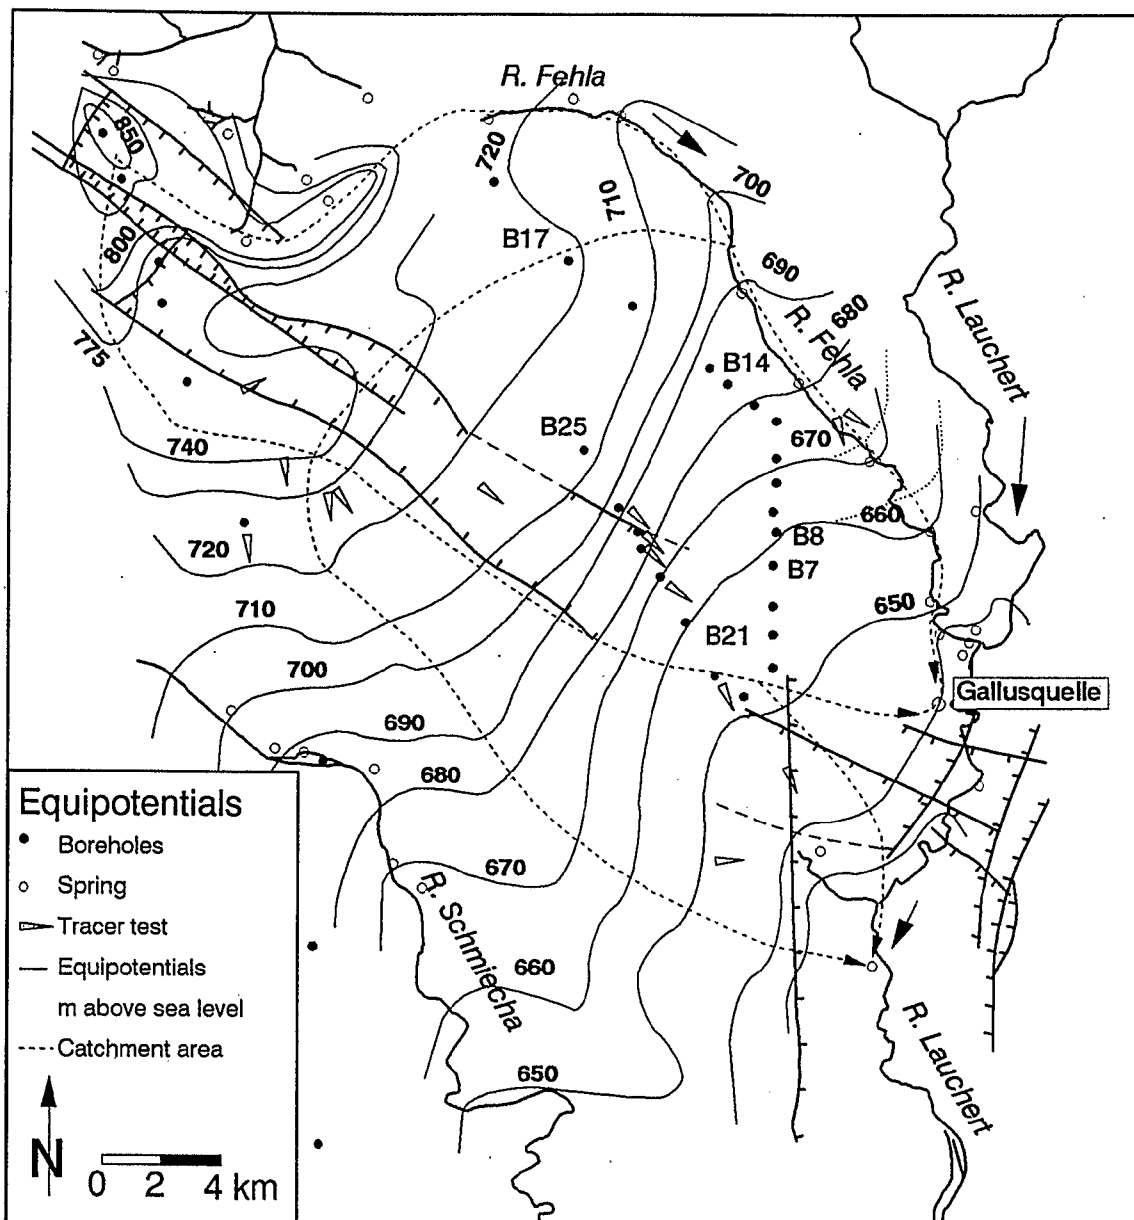 R. Fehla
850
720
700
710
800
B17
690
R. Lauchert
680
R. Fehla
775
B14
B25
670
740
660
B8
720
B7
650
710
B21
700
Gallusquelle
690
680
670
R. Schmiecha
660
R. Lauchert
650
Equipotentials
Boreholes
Spring
Tracer test
Equipotentials
m above sea level
Catchment area
N
0 2 4 km